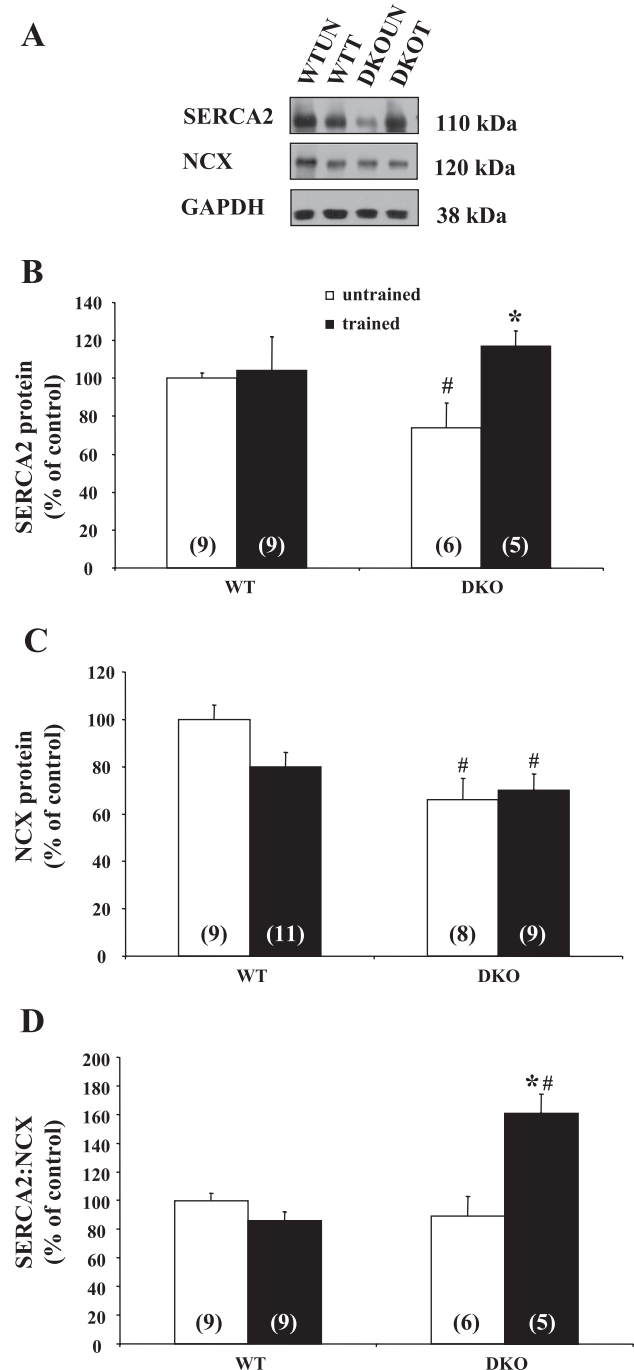 A
WTUN WTT DKOUN DKOT
SERCA2 110 kDa
NCX 120 kDa
GAPDH 38 kDa
B
untrained
trained
SERCA2 protein
(% of control)
140
120
100
80
60
40
20
0
#
*
(9) (9) (6) (5)
WT DKO
C
NCX protein
(% of control)
120
100
80
60
40
20
0
# #
(9) (11) (8) (9)
WT DKO
D
SERCA2:NCX
(% of control)
200
180
160
140
120
100
80
60
40
20
0
*#
(9) (9) (6) (5)
WT DKO